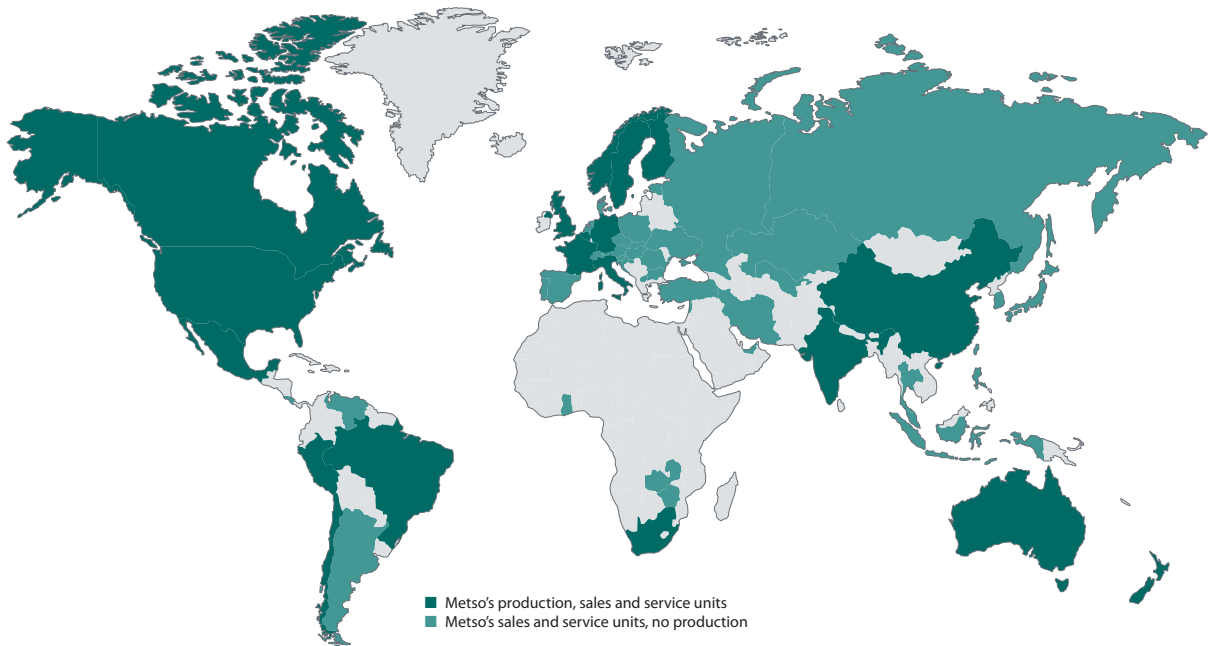 Metso’s production, sales and service units
Metso’s sales and service units, no production